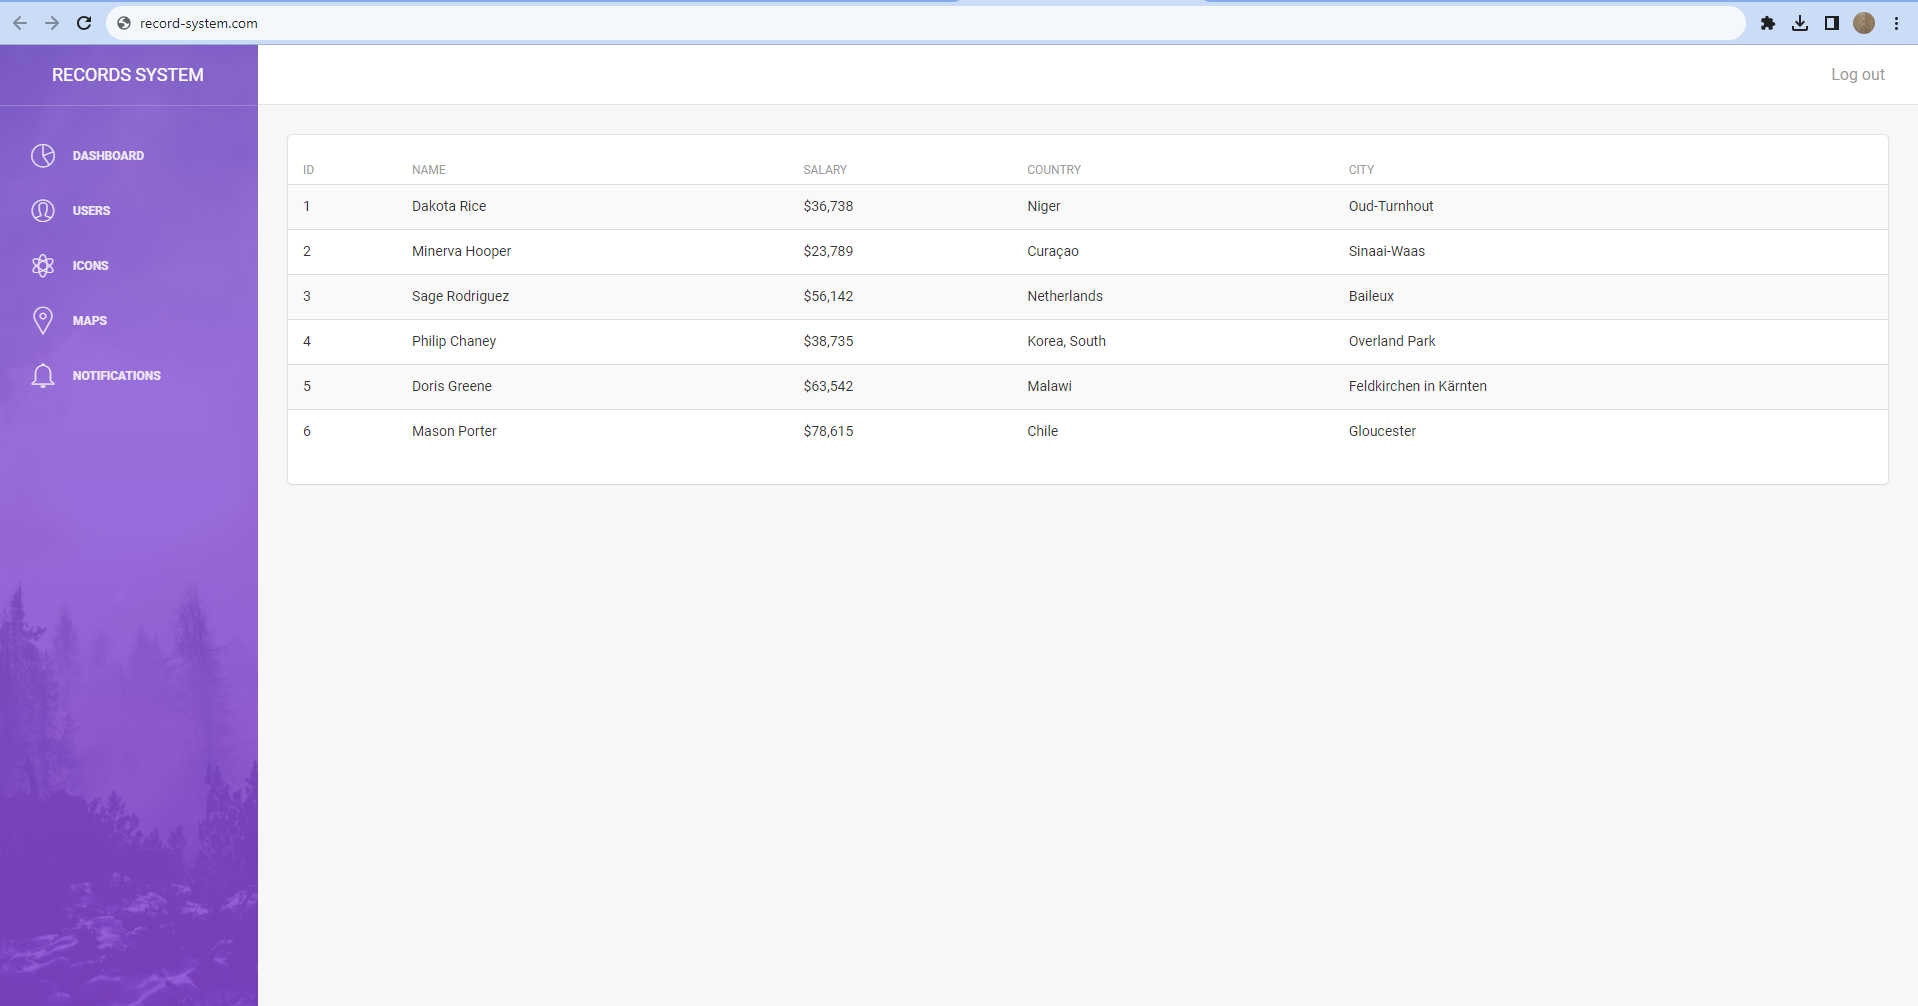 record-system.com
RECORDS SYSTEM
Log out
DASHBOARD
USERS
ICONS
MAPS
NOTIFICATIONS
ID NAME SALARY COUNTRY CITY
1 Dakota Rice $36,738 Niger Oud-Turnhout
2 Minerva Hooper $23,789 Curaçao Sinaai-Waas
3 Sage Rodriguez $56,142 Netherlands Baileux
4 Philip Chaney $38,735 Korea, South Overland Park
5 Doris Greene $63,542 Malawi Feldkirchen in Kärnten
6 Mason Porter $78,615 Chile Gloucester